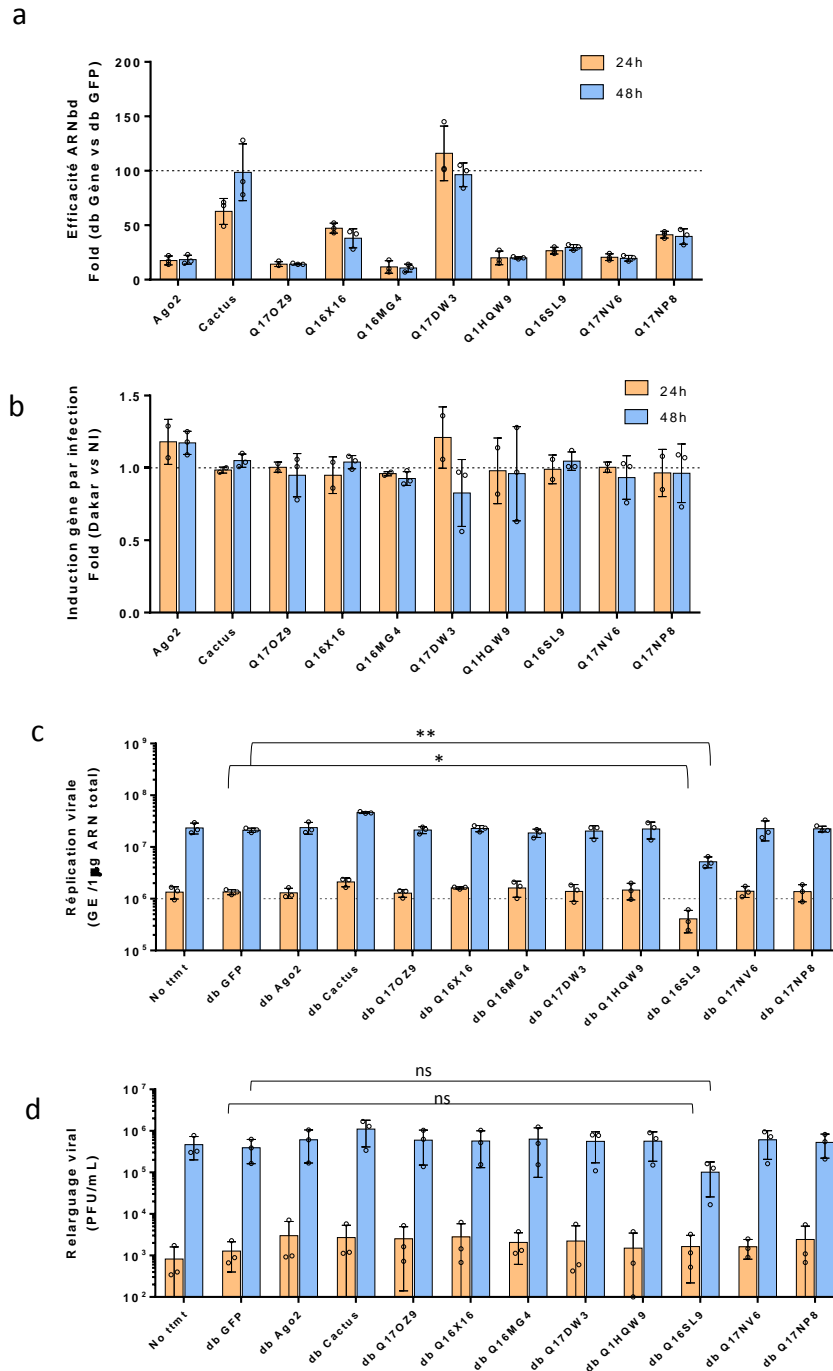 a
Efficacité ARNbd
Fold (db Gène vs db GFP)
200
150
100
50
0
24h
48h
Ago2
Cactus
Q17OZ9
Q16X16
Q16MG4
Q17DW3
Q1HQW9
Q16SL9
Q17NV6
Q17NP8
b
Induction gène par infection
Fold (Dakar vs NI)
1.5
1.0
0.5
0.0
24h
48h
Ago2
Cactus
Q17OZ9
Q16X16
Q16MG4
Q17DW3
Q1HQW9
Q16SL9
Q17NV6
Q17NP8
c
Réplication virale
(GE /1µg ARN total)
10⁹
10⁸
10⁷
10⁶
10⁵
**
*
No ttmt
db GFP
db Ago2
db Cactus
db Q17OZ9
db Q16X16
db Q16MG4
db Q17DW3
db Q1HQW9
db Q16SL9
db Q17NV6
db Q17NP8
d
Relarguage viral
(PFU/mL)
10⁷
10⁶
10⁵
10⁴
10³
10²
ns
ns
No ttmt
db GFP
db Ago2
db Cactus
db Q17OZ9
db Q16X16
db Q16MG4
db Q17DW3
db Q1HQW9
db Q16SL9
db Q17NV6
db Q17NP8